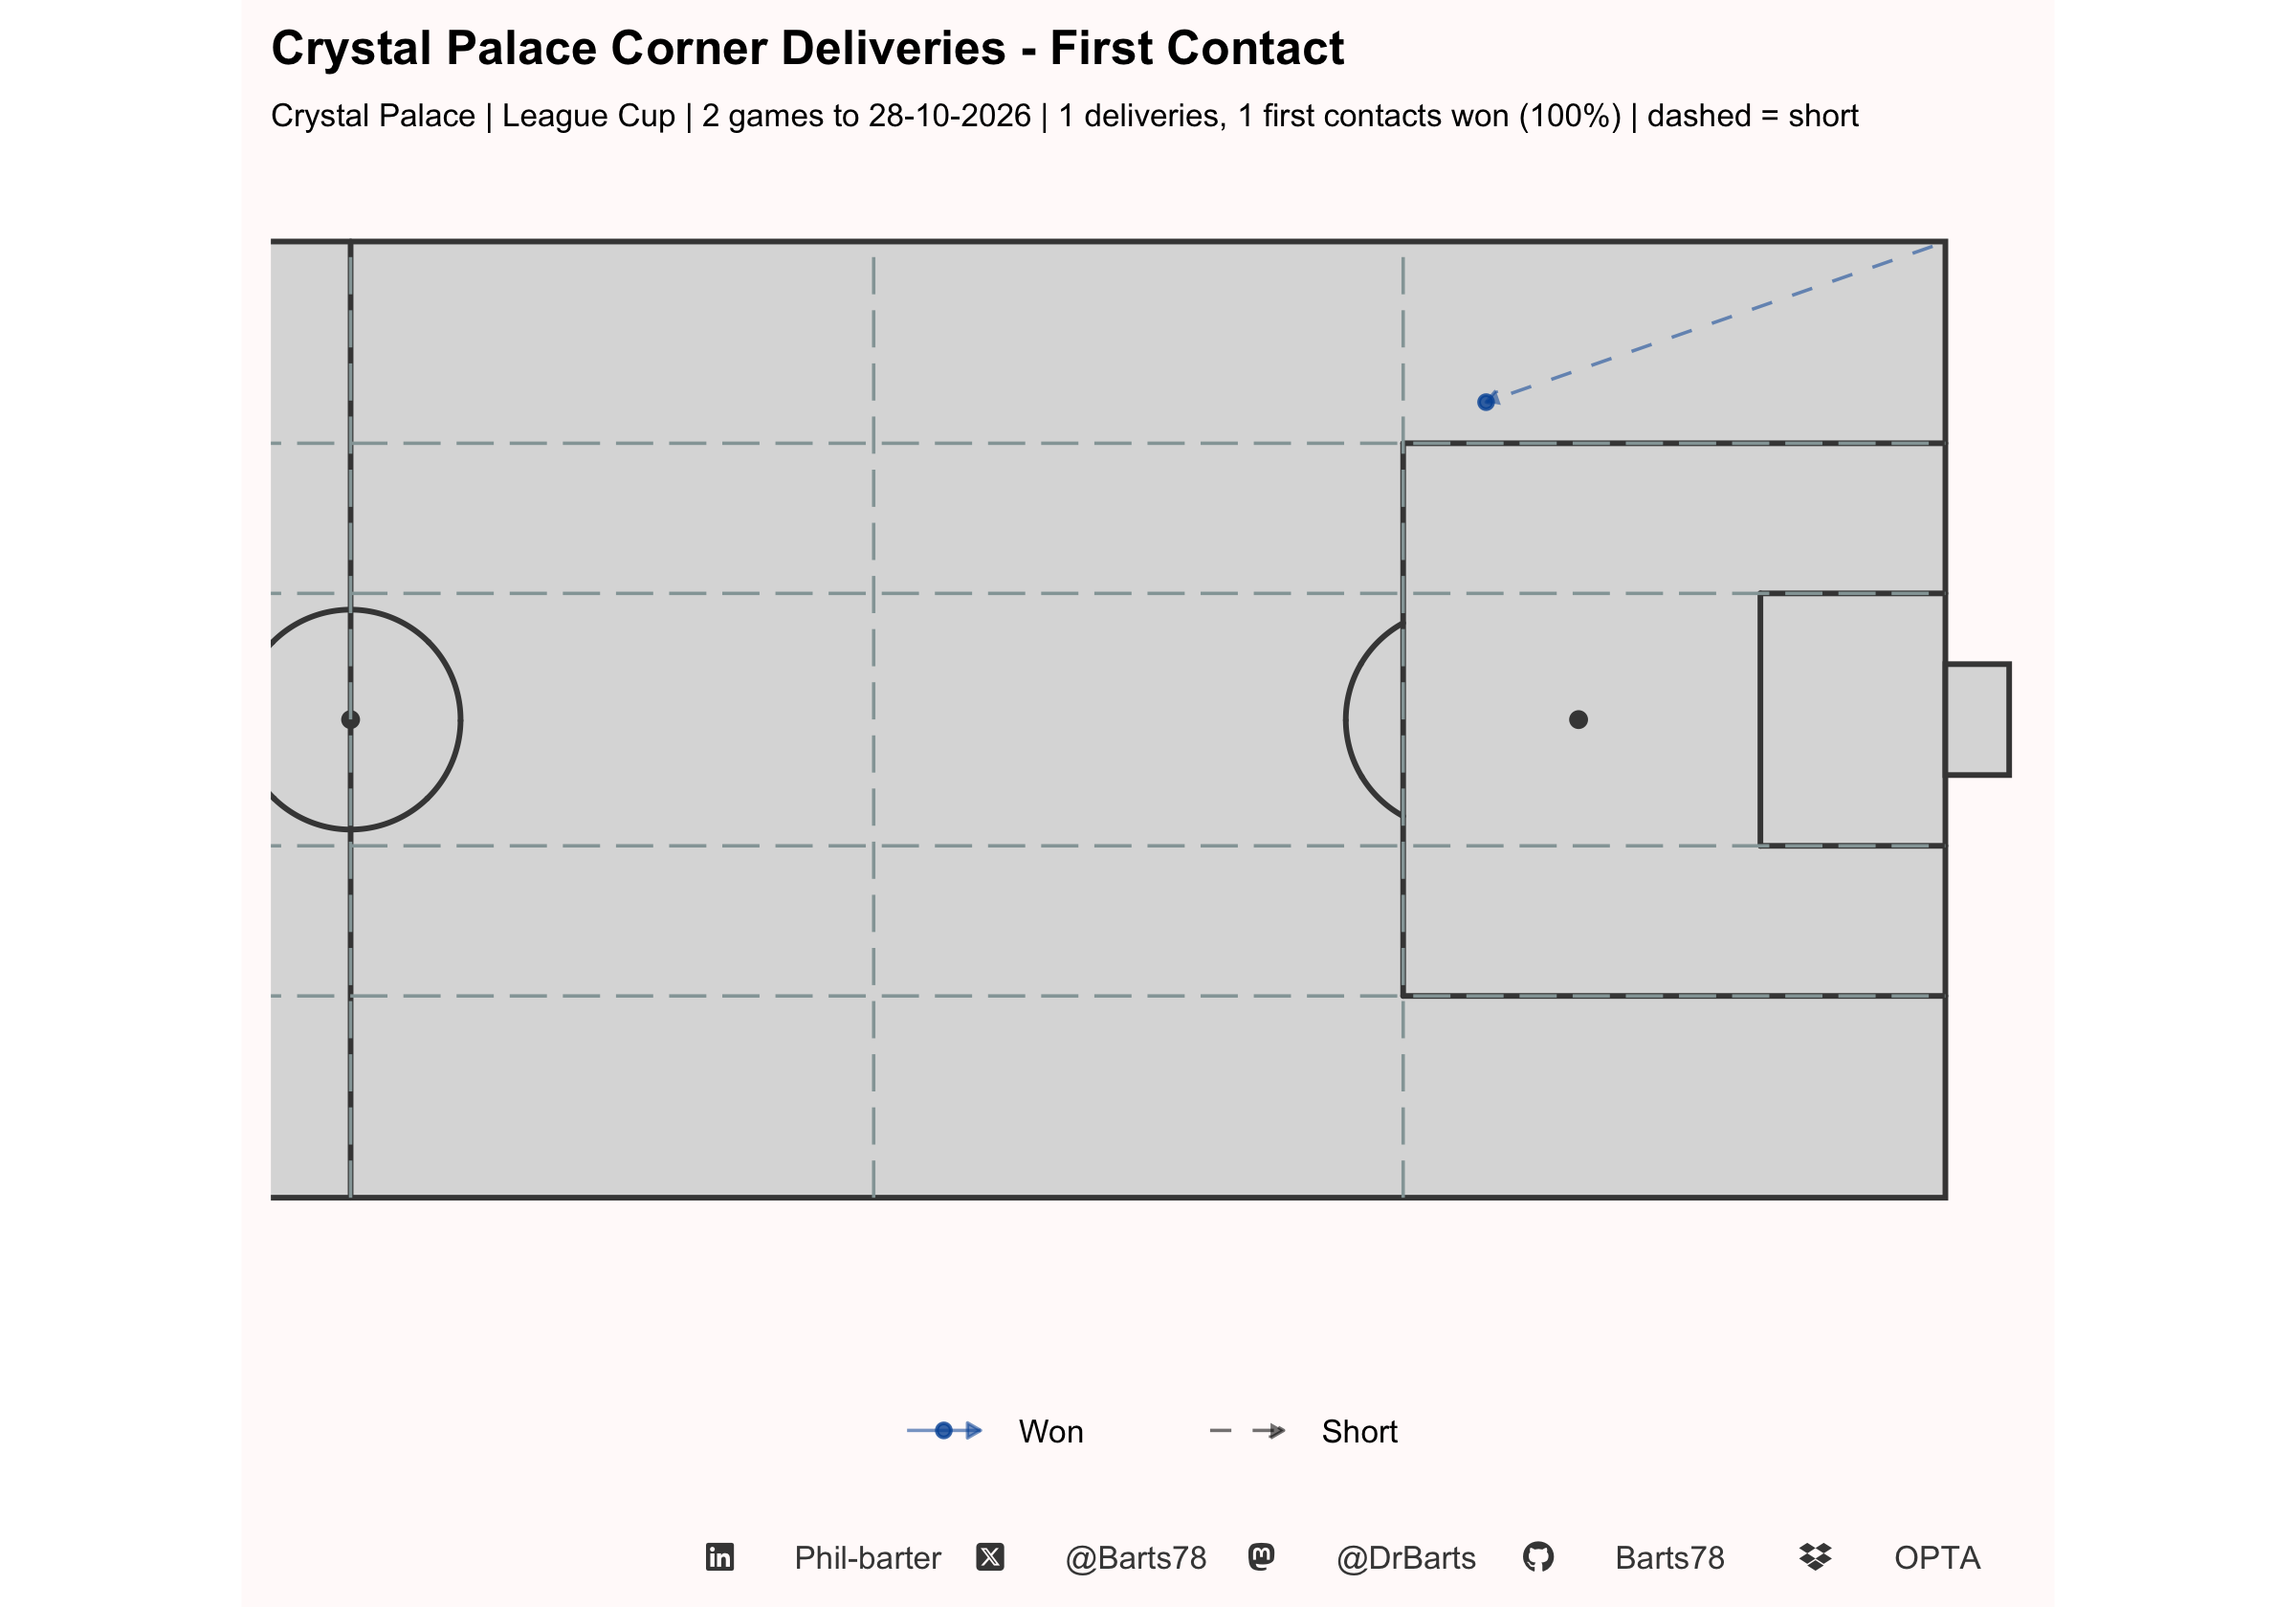 Crystal Palace Corner Deliveries - First Contact
Crystal Palace | League Cup | 2 games to 28-10-2026 | 1 deliveries, 1 first contacts won (100%) | dashed = short
Won Short
Phil-barter @Barts78 @DrBarts Barts78 OPTA